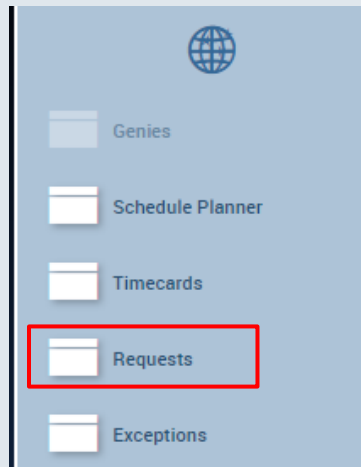 Genies
Schedule Planner
Timecards
Requests
Exceptions